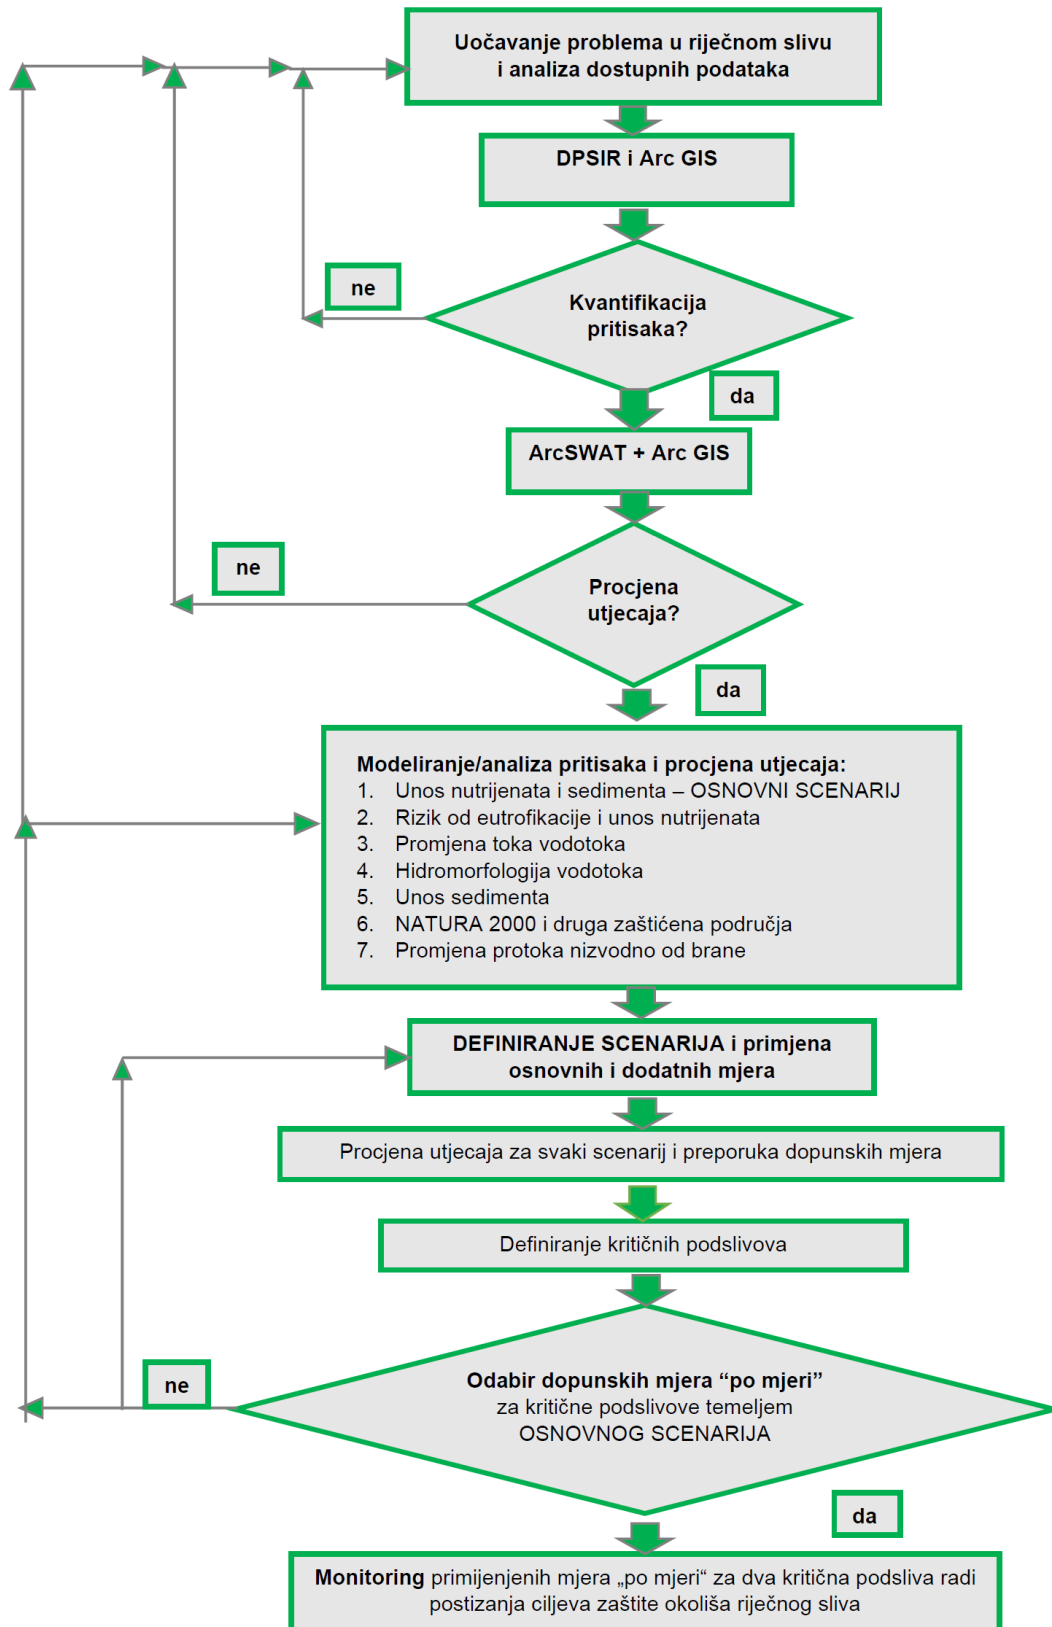 Uočavanje problema u riječnom slivu
i analiza dostupnih podataka
DPSIR i Arc GIS
ne
Kvantifikacija
pritisaka?
da
ArcSWAT + Arc GIS
ne
Procjena
utjecaja?
da
Modeliranje/analiza pritisaka i procjena utjecaja:
1. Unos nutrijenata i sedimenta – OSNOVNI SCENARIJ
2. Rizik od eutrofikacije i unos nutrijenata
3. Promjena toka vodotoka
4. Hidromorfologija vodotoka
5. Unos sedimenta
6. NATURA 2000 i druga zaštićena područja
7. Promjena protoka nizvodno od brane
DEFINIRANJE SCENARIJA i primjena
osnovnih i dodatnih mjera
Procjena utjecaja za svaki scenarij i preporuka dopunskih mjera
Definiranje kritičnih podslivova
ne
Odabir dopunskih mjera “po mjeri”
za kritične podslivove temeljem
OSNOVNOG SCENARIJA
da
Monitoring primijenjenih mjera „po mjeri“ za dva kritična podsliva radi
postizanja ciljeva zaštite okoliša riječnog sliva